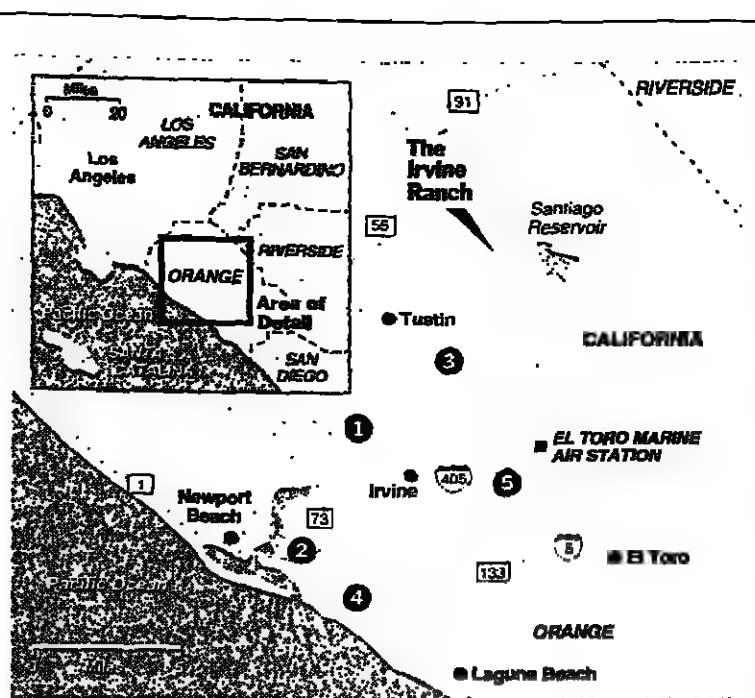 Miles
0 20
CALIFORNIA
LOS
ANGELES
Los
Angeles
SAN
BERNARDINO
RIVERSIDE
ORANGE
Area of
Detail
SAN
DIEGO
91
RIVERSIDE
The
Irvine
Ranch
Santiago
Reservoir
55
Tustin
CALIFORNIA
3
1
EL TORO MARINE
AIR STATION
Irvine
405
5
1
Newport
Beach
73
2
5
El Toro
133
4
ORANGE
Laguna Beach